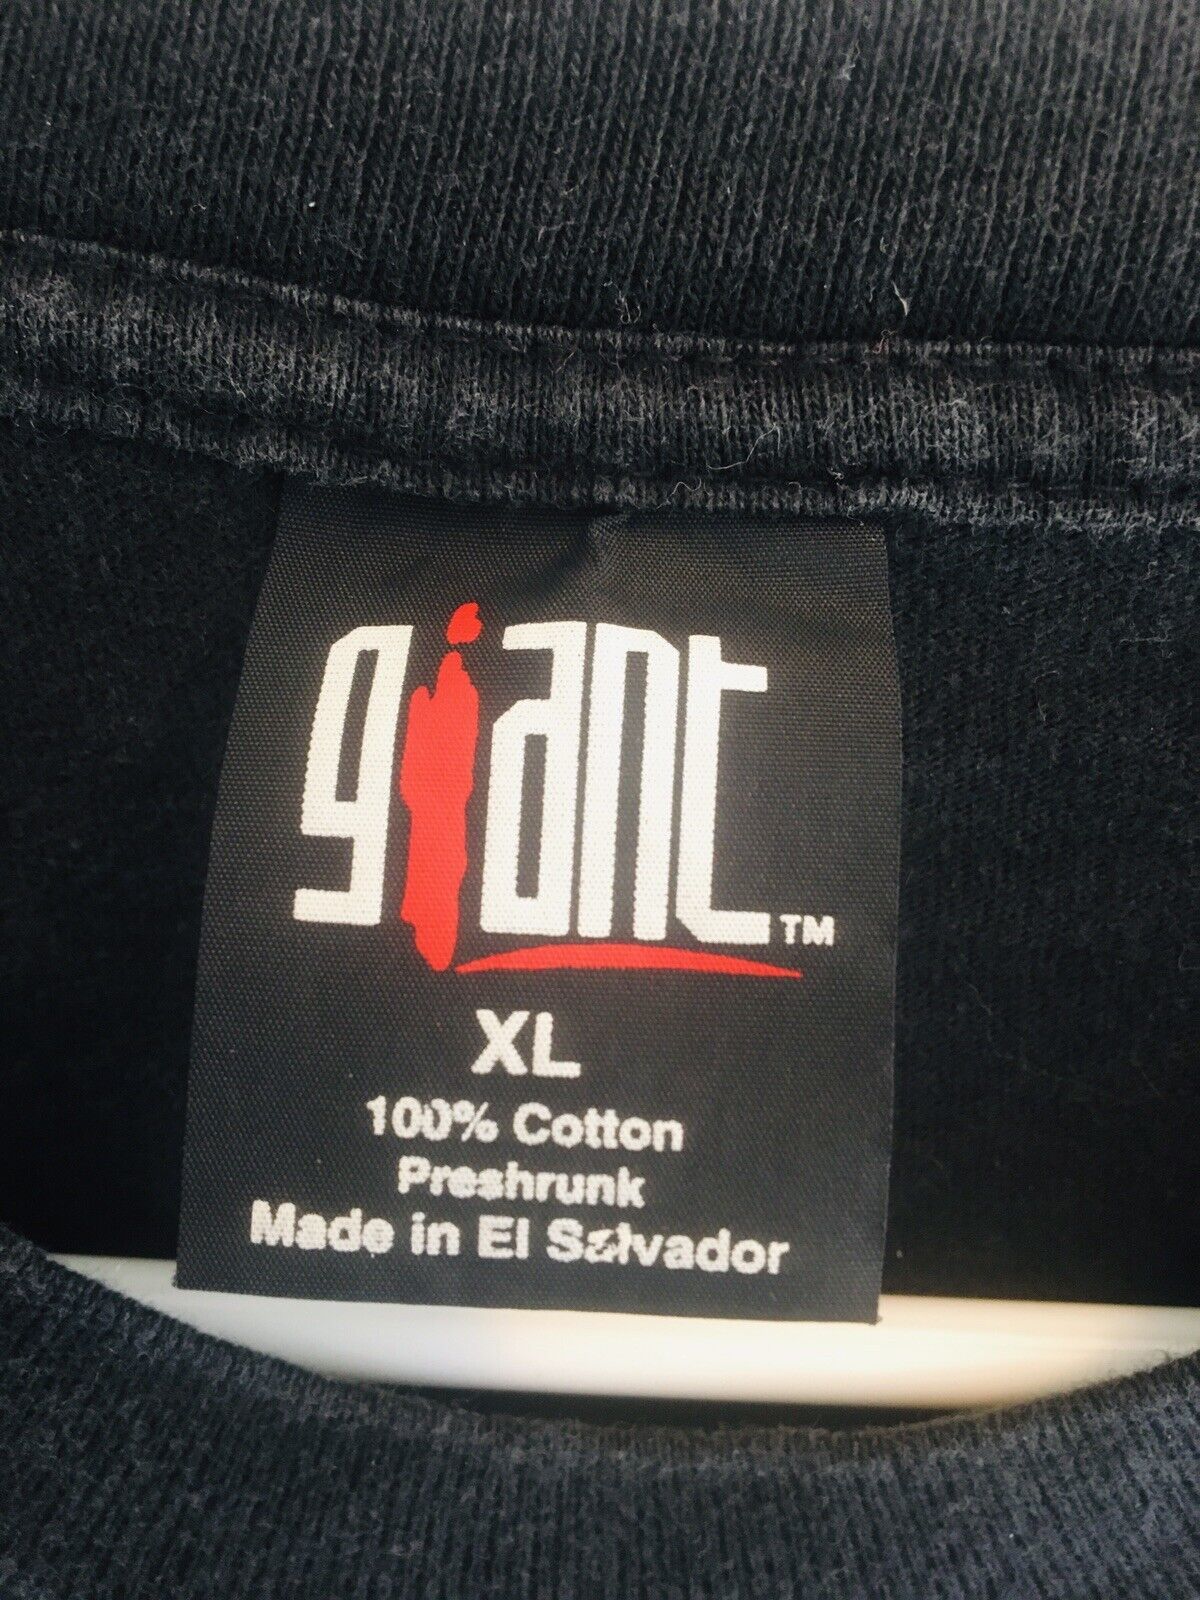 giant™
XL
100% Cotton
Preshrunk
Made in El Salvador